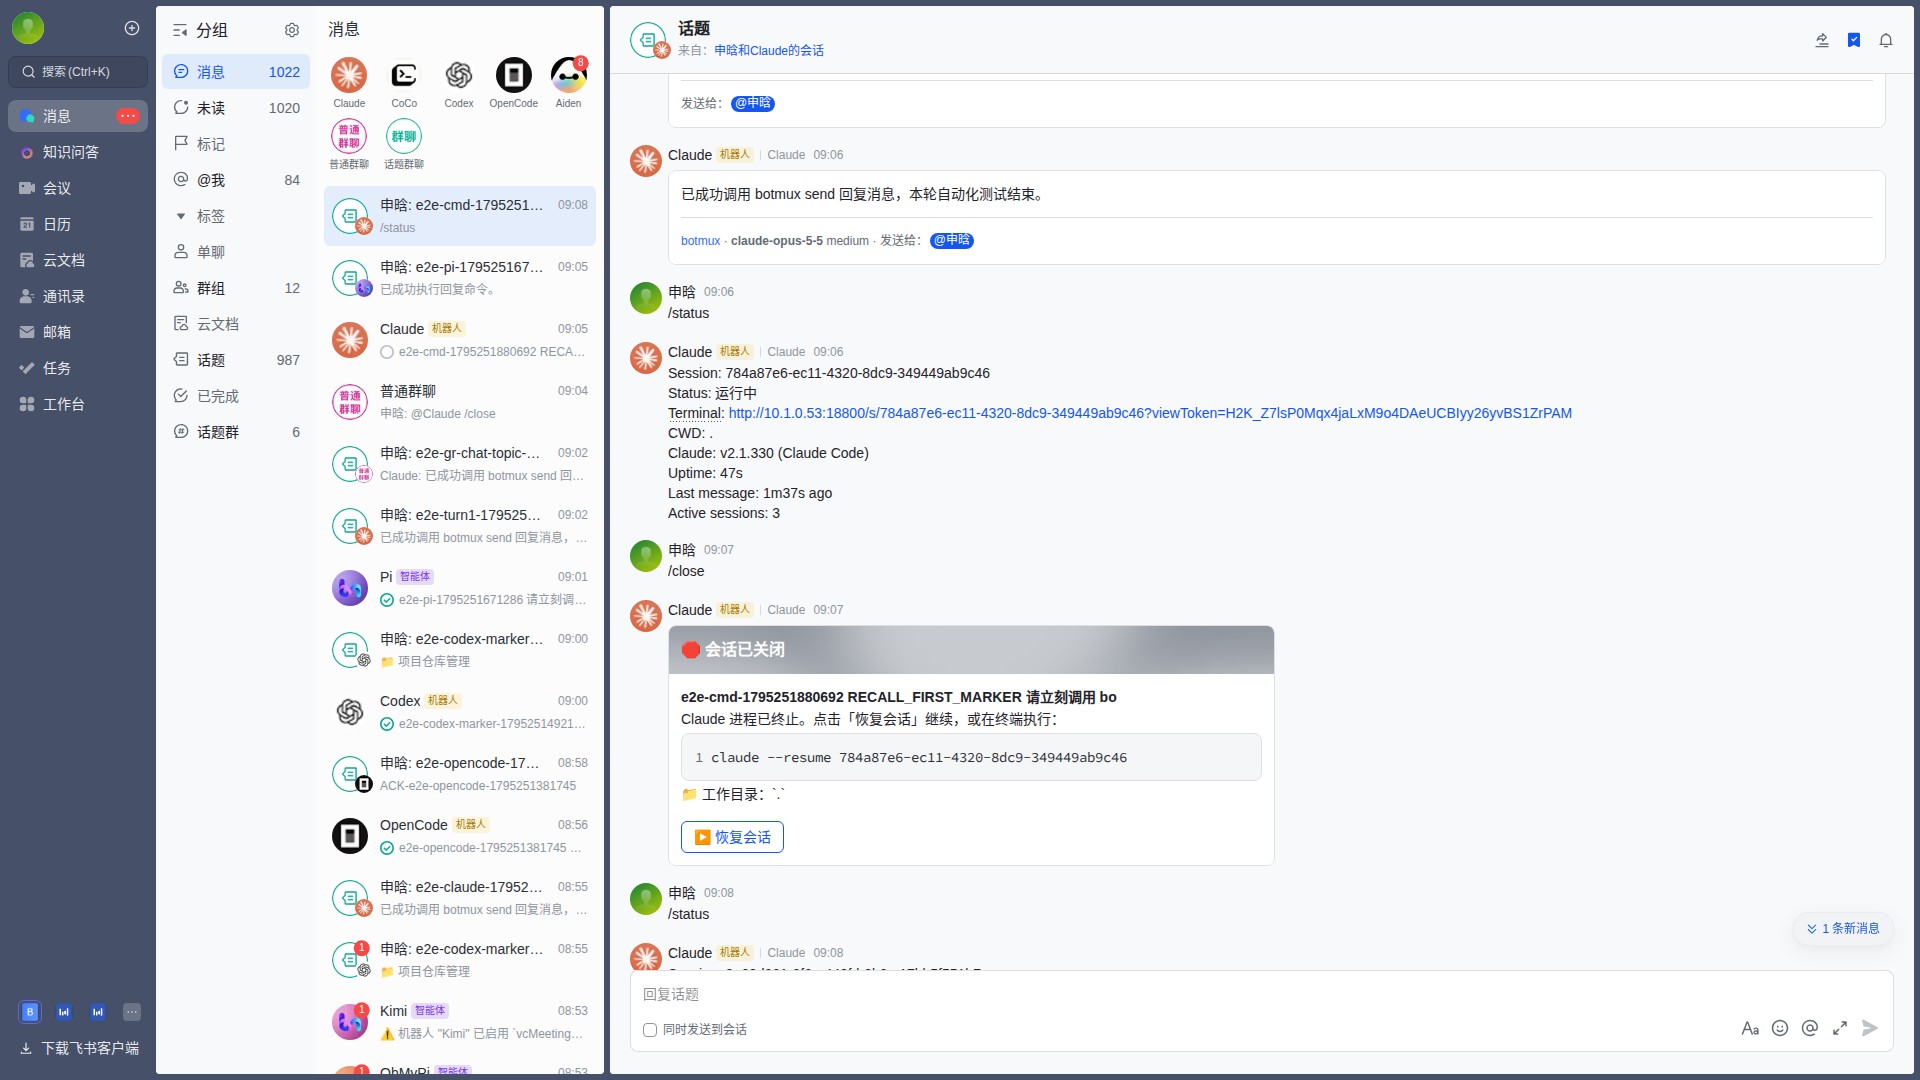 搜索 (Ctrl+K)
消息
知识问答
会议
日历
云文档
通讯录
邮箱
任务
工作台
下载飞书客户端
分组
消息 1022
未读 1020
标记
@我 84
标签
单聊
群组 12
云文档
话题 987
已完成
话题群 6
消息
Claude
CoCo
Codex
OpenCode
8
Aiden
普通群聊
普通群聊
群聊
话题群聊
申晗: e2e-cmd-1795251... 09:08
/status
申晗: e2e-pi-179525167... 09:05
已成功执行回复命令。
Claude 机器人 09:05
e2e-cmd-1795251880692 RECA...
普通群聊 09:04
申晗: @Claude /close
申晗: e2e-gr-chat-topic-... 09:02
Claude: 已成功调用 botmux send 回...
申晗: e2e-turn1-179525... 09:02
已成功调用 botmux send 回复消息，...
Pi 智能体 09:01
e2e-pi-1795251671286 请立刻调...
申晗: e2e-codex-marker... 09:00
📁 项目仓库管理
Codex 机器人 09:00
e2e-codex-marker-17952514921...
申晗: e2e-opencode-17... 08:58
ACK-e2e-opencode-1795251381745
OpenCode 机器人 08:56
e2e-opencode-1795251381745 ...
申晗: e2e-claude-17952... 08:55
已成功调用 botmux send 回复消息，...
1
申晗: e2e-codex-marker... 08:55
📁 项目仓库管理
1
Kimi 智能体 08:53
⚠️ 机器人 "Kimi" 已启用 `vcMeeting...
1
OhMyPi 智能体 08:53
话题
来自：申晗和Claude的会话
发送给：@申晗
Claude 机器人 | Claude 09:06
已成功调用 botmux send 回复消息，本轮自动化测试结束。
botmux · claude-opus-5-5 medium · 发送给：@申晗
申晗 09:06
/status
Claude 机器人 | Claude 09:06
Session: 784a87e6-ec11-4320-8dc9-349449ab9c46
Status: 运行中
Terminal: http://10.1.0.53:18800/s/784a87e6-ec11-4320-8dc9-349449ab9c46?viewToken=H2K_Z7lsP0Mqx4jaLxM9o4DAeUCBIyy26yvBS1ZrPAM
CWD: .
Claude: v2.1.330 (Claude Code)
Uptime: 47s
Last message: 1m37s ago
Active sessions: 3
申晗 09:07
/close
Claude 机器人 | Claude 09:07
🛑 会话已关闭
e2e-cmd-1795251880692 RECALL_FIRST_MARKER 请立刻调用 bo
Claude 进程已终止。点击「恢复会话」继续，或在终端执行：
1 claude --resume 784a87e6-ec11-4320-8dc9-349449ab9c46
📁 工作目录：`.`
▶️ 恢复会话
申晗 09:08
/status
1 条新消息
Claude 机器人 | Claude 09:08
回复话题
同时发送到会话